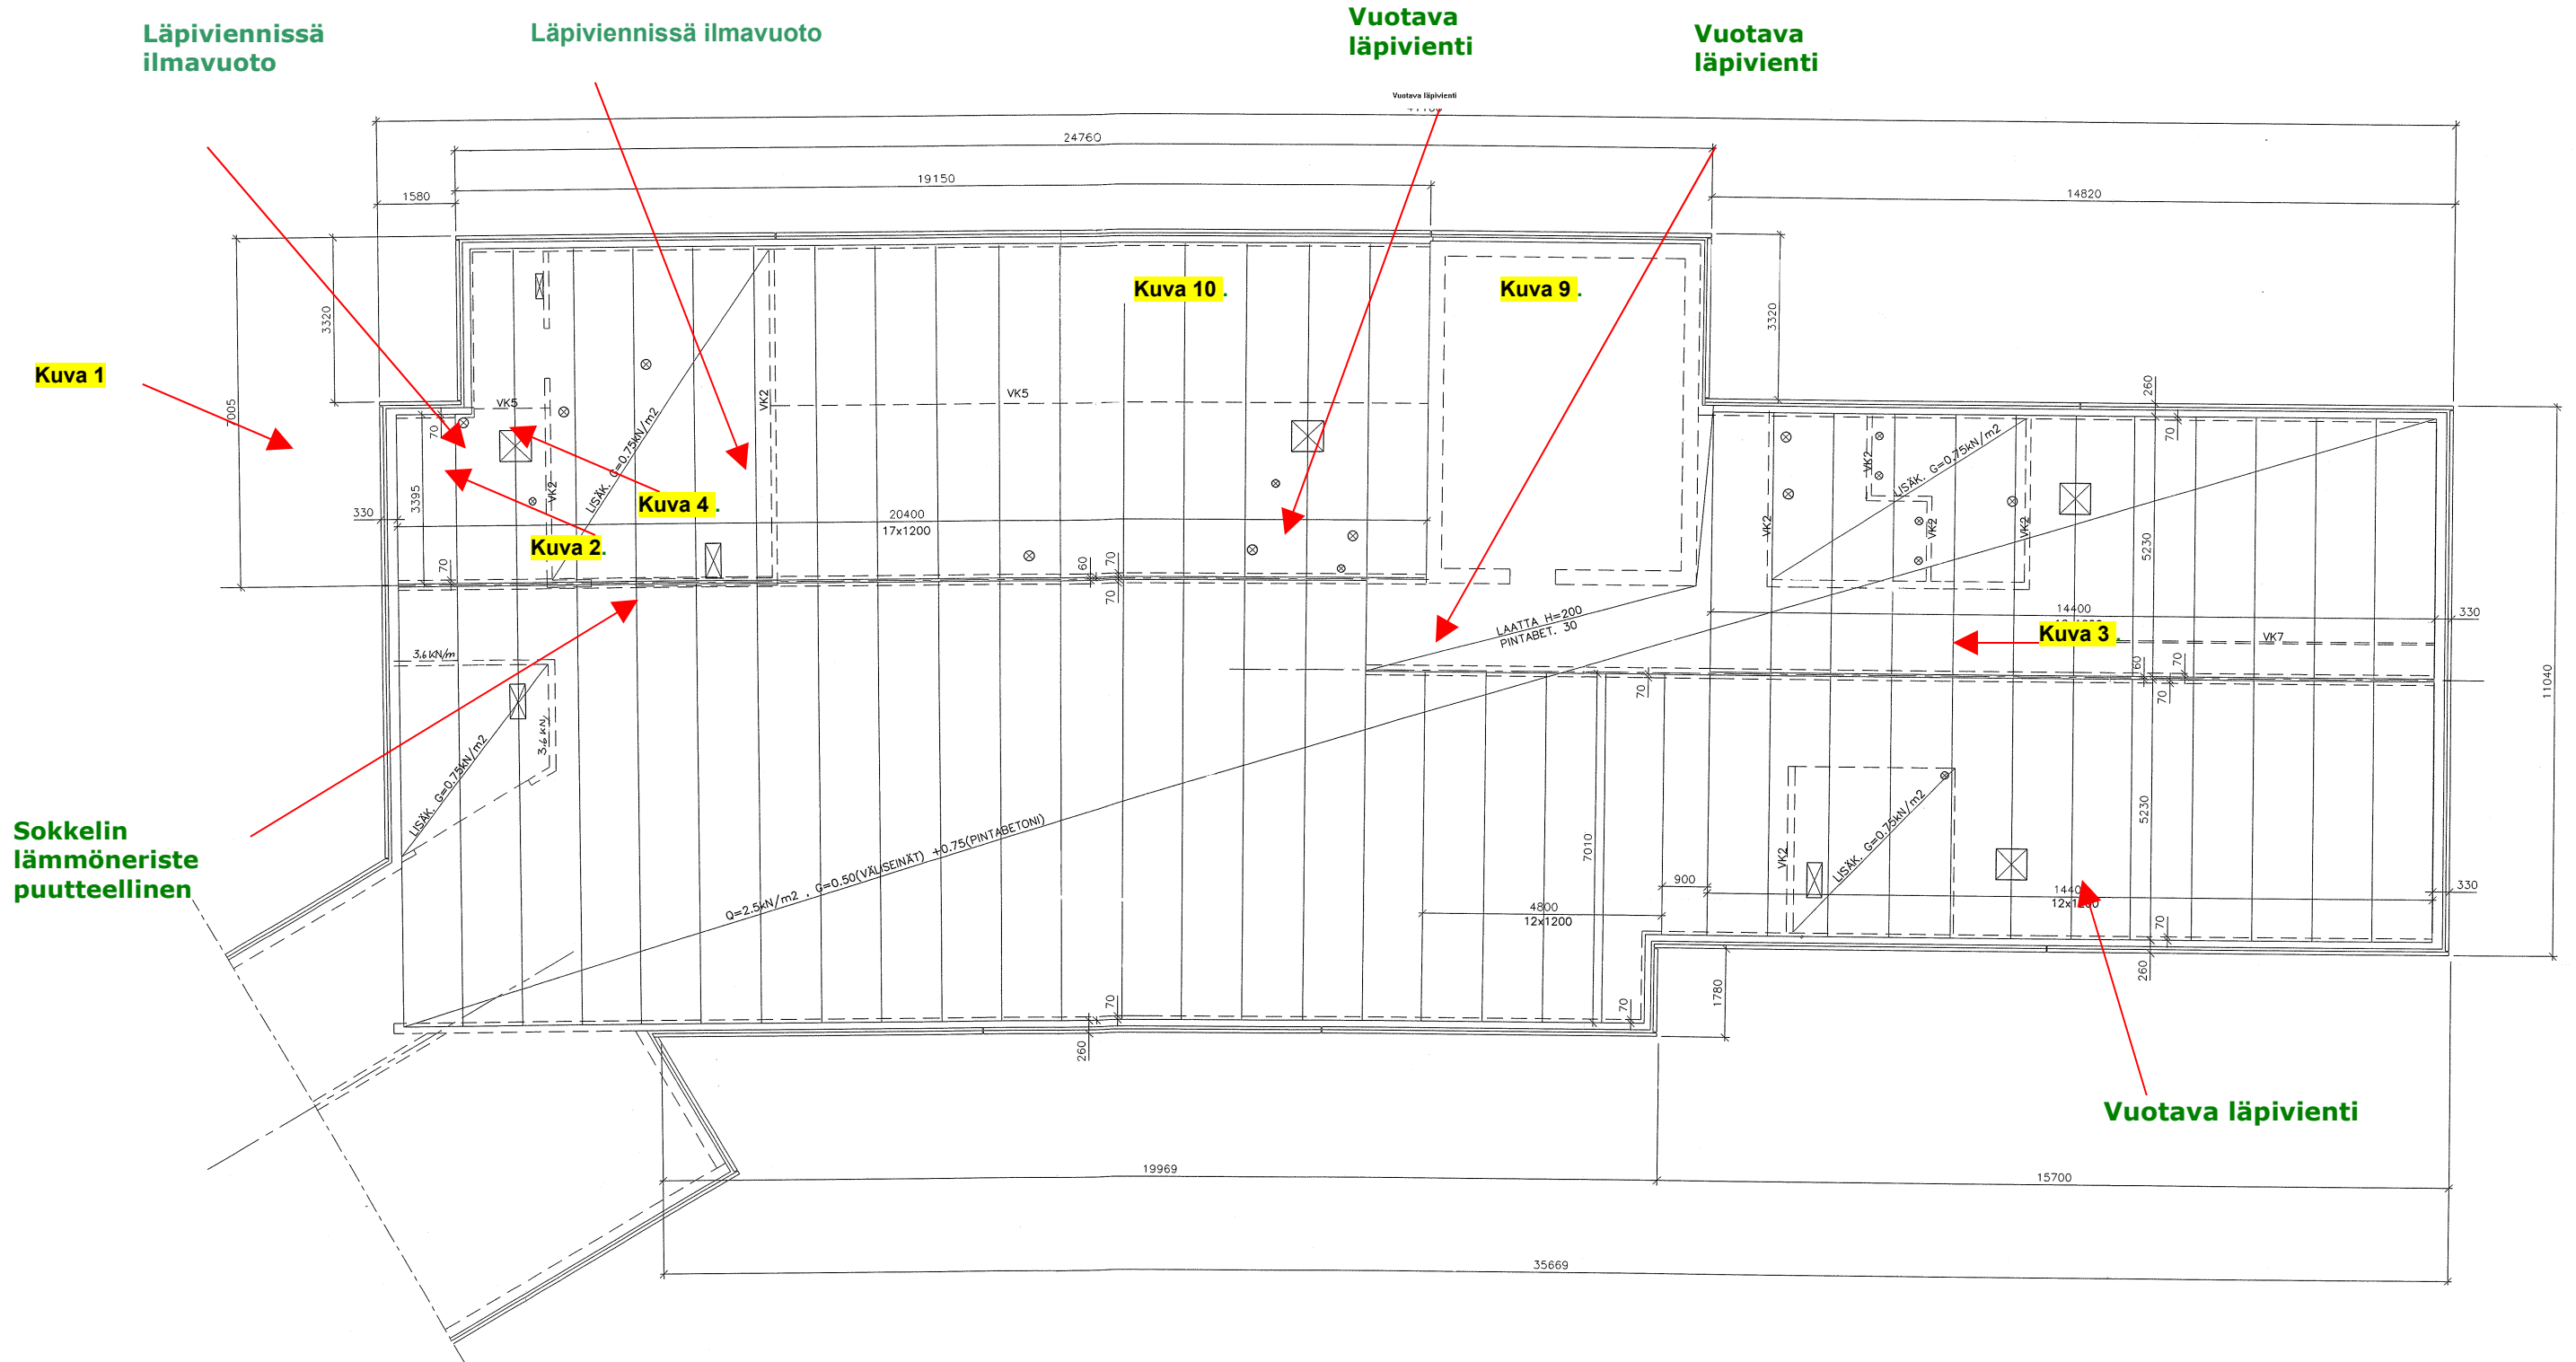 Läpiviennissä
ilmavuoto
Läpiviennissä ilmavuoto
Vuotava
läpivienti
Vuotava
läpivienti
Vuotava läpivienti
24760
19150
1580
14820
3320
3320
Kuva 10 .
Kuva 9 .
Kuva 1
VK5
VK2
VK5
260
70
70
3395
VK2
LISÄK. G=0.75kN/m2
Kuva 4 .
330
20400
17x1200
Kuva 2.
70
60
70
70
VK2
VK2
VK2
VK2
LISÄK. G=0.75kN/m2
5230
14400
330
LAATTA H=200
PINTABET. 30
Kuva 3 .
VK7
60
70
70
70
11040
3.6kN/m
3.6 kN/
LISÄK. G=0.75kN/m2
Sokkelin
lämmöneriste
puutteellinen
Q=2.5kN/m2 , G=0.50(VÄLISEINÄT) +0.75(PINTABETONI)
7010
900
4800
12x1200
VK2
LISÄK. G=0.75kN/m2
5230
330
12x1200
70
260
70
260
70
1780
Vuotava läpivienti
19969
15700
35669